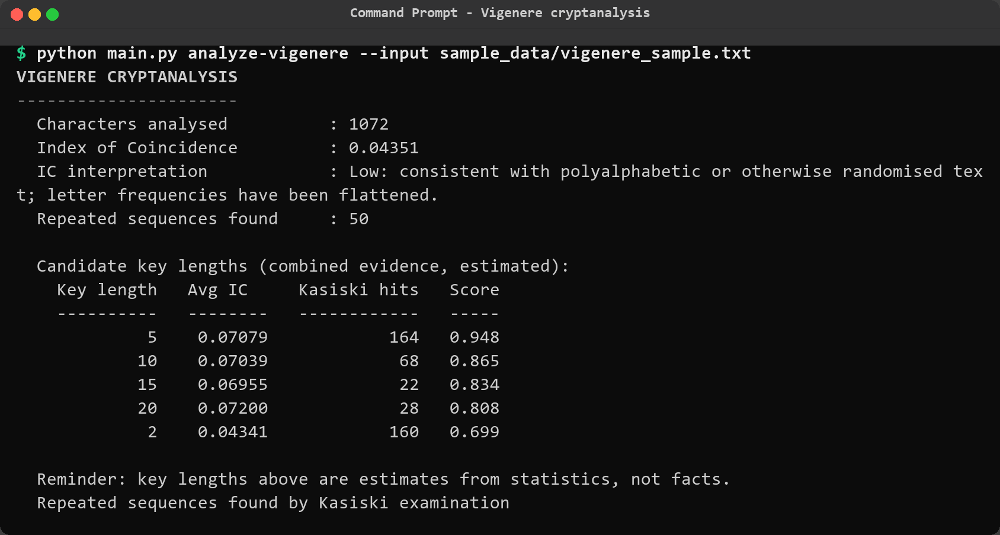 Command Prompt - Vigenere cryptanalysis
$ python main.py analyze-vigenere --input sample_data/vigenere_sample.txt
VIGENERE CRYPTANALYSIS
----------------------
  Characters analysed          : 1072
  Index of Coincidence         : 0.04351
  IC interpretation            : Low: consistent with polyalphabetic or otherwise randomised tex
t; letter frequencies have been flattened.
  Repeated sequences found     : 50

  Candidate key lengths (combined evidence, estimated):
    Key length   Avg IC     Kasiski hits   Score
    ----------   --------   ------------   -----
             5    0.07079            164   0.948
            10    0.07039             68   0.865
            15    0.06955             22   0.834
            20    0.07200             28   0.808
             2    0.04341            160   0.699

  Reminder: key lengths above are estimates from statistics, not facts.
  Repeated sequences found by Kasiski examination